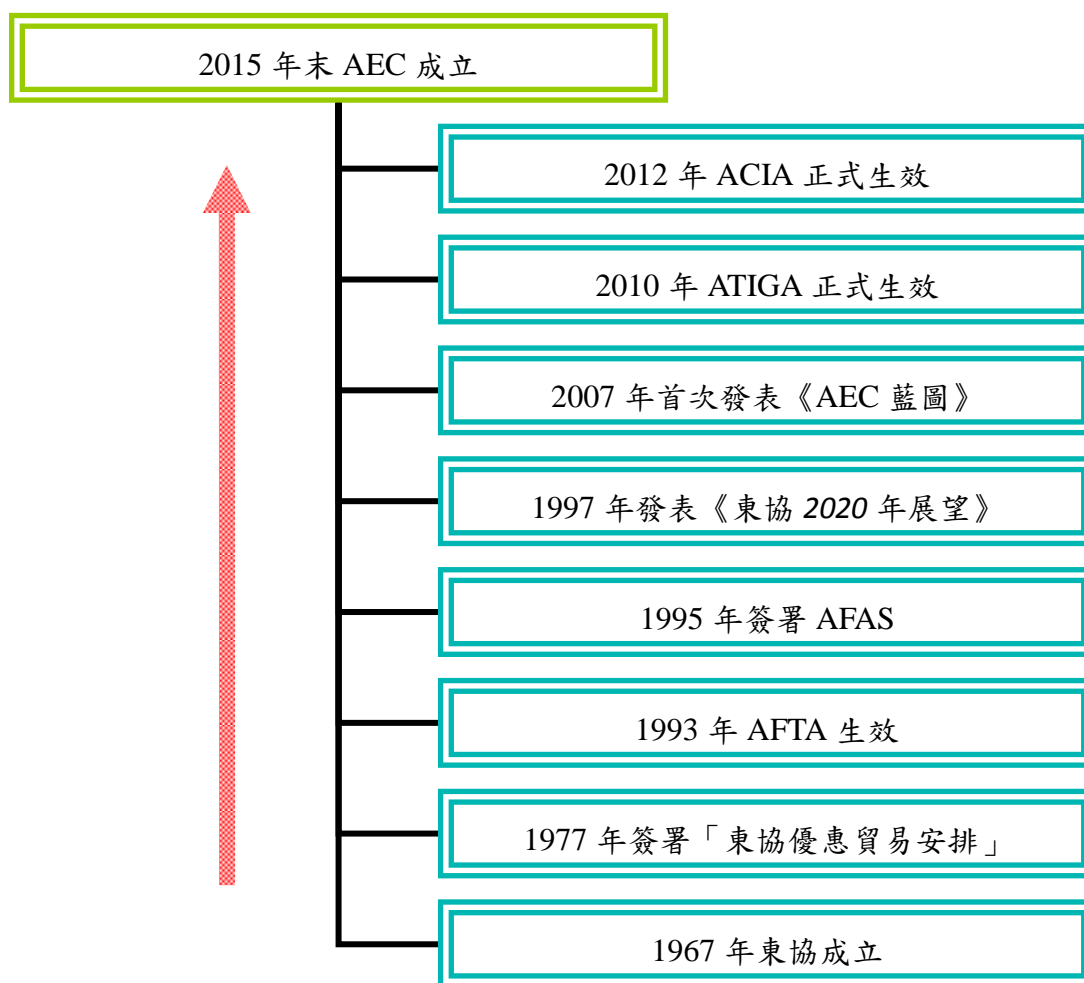 2015 年末 AEC 成立
2012 年 ACIA 正式生效
2010 年 ATIGA 正式生效
2007 年首次發表《AEC 藍圖》
1997 年發表《東協 2020 年展望》
1995 年簽署 AFAS
1993 年 AFTA 生效
1977 年簽署「東協優惠貿易安排」
1967 年東協成立